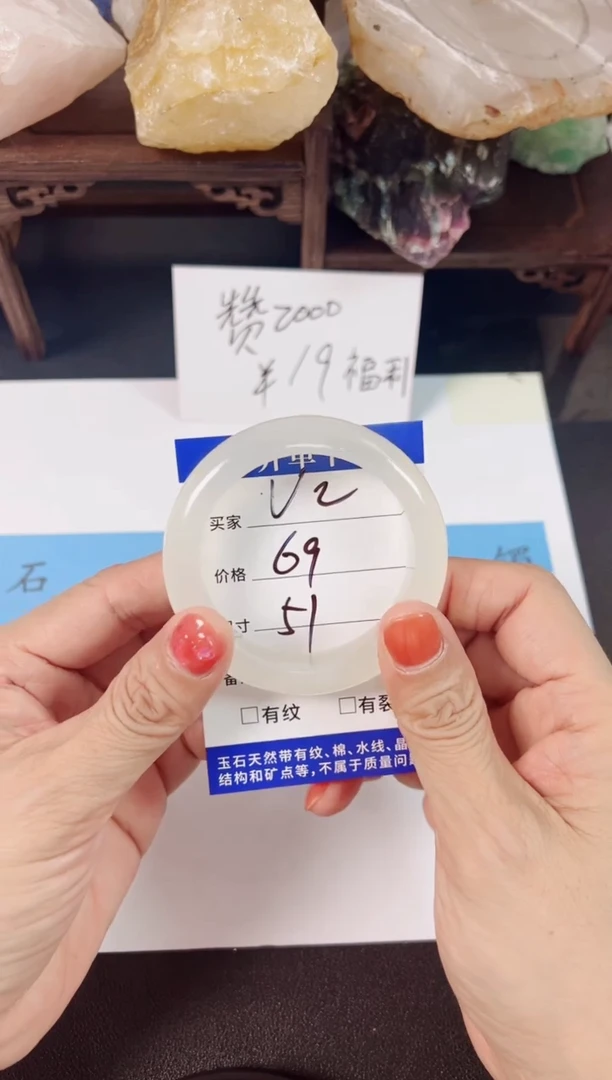 赞2000
¥19福利
石
买家 V2
价格 69
寸 51
备
□有纹 □有裂
玉石天然带有纹、棉、水线、晶
结构和矿点等，不属于质量问